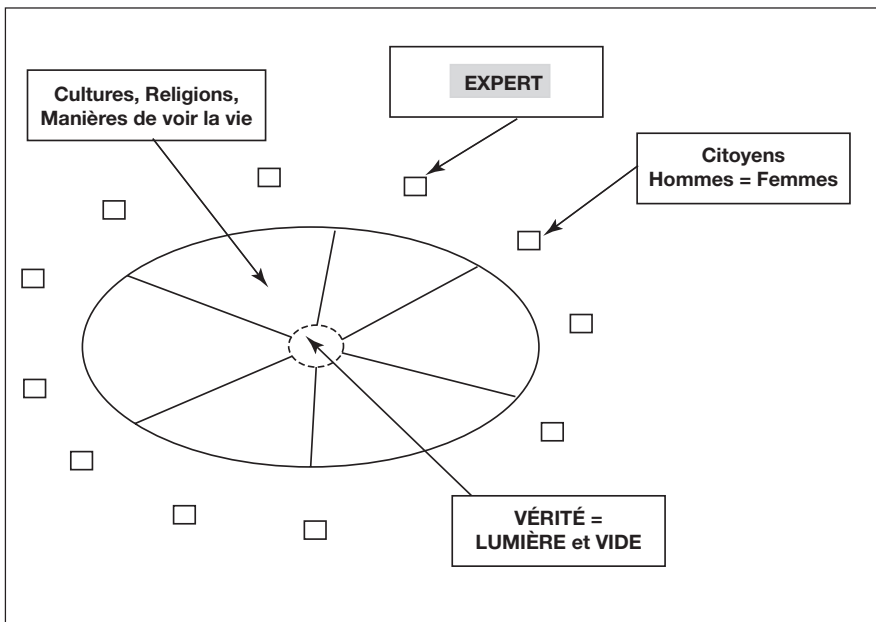 EXPERT
Cultures, Religions,
Manières de voir la vie
Citoyens
Hommes = Femmes
VÉRITÉ =
LUMIÈRE et VIDE